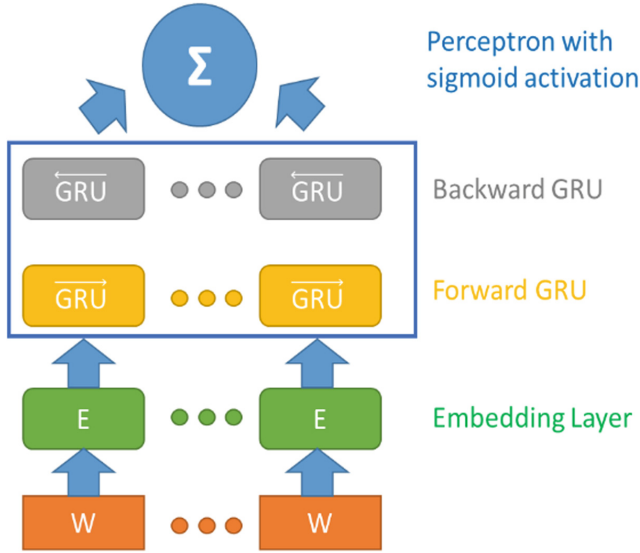 Σ
Perceptron with
sigmoid activation
GRU GRU
Backward GRU
GRU GRU
Forward GRU
E E
Embedding Layer
W W